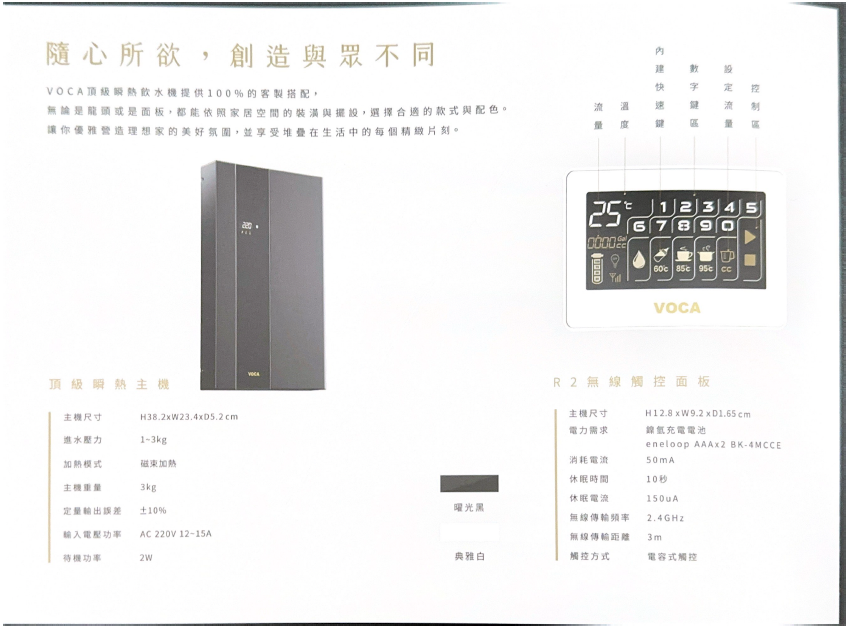 隨心所欲，創造與眾不同
VOCA頂級瞬熱飲水機提供100%的客製搭配，
無論是龍頭或是面板，都能依照家居空間的裝潢與擺設，選擇合適的款式與配色。
讓你優雅營造理想家的美好氛圍，並享受堆疊在生活中的每個精緻片刻。
流量
溫度
內建快速鍵
數字鍵區
設定流量
控制區
25℃
1 2 3 4 5
6 7 8 9 0
0000 Gal cc
60℃ 85℃ 95℃ cc
VOCA
VOCA
頂級瞬熱主機
主機尺寸 H38.2xW23.4xD5.2cm
進水壓力 1~3kg
加熱模式 磁束加熱
主機重量 3kg
定量輸出誤差 ±10%
輸入電壓功率 AC 220V 12~15A
待機功率 2W
曜光黑
典雅白
R2無線觸控面板
主機尺寸 H12.8xW9.2xD1.65cm
電力需求 鎳氫充電電池
eneloop AAAx2 BK-4MCCE
消耗電流 50mA
休眠時間 10秒
休眠電流 150uA
無線傳輸頻率 2.4GHz
無線傳輸距離 3m
觸控方式 電容式觸控